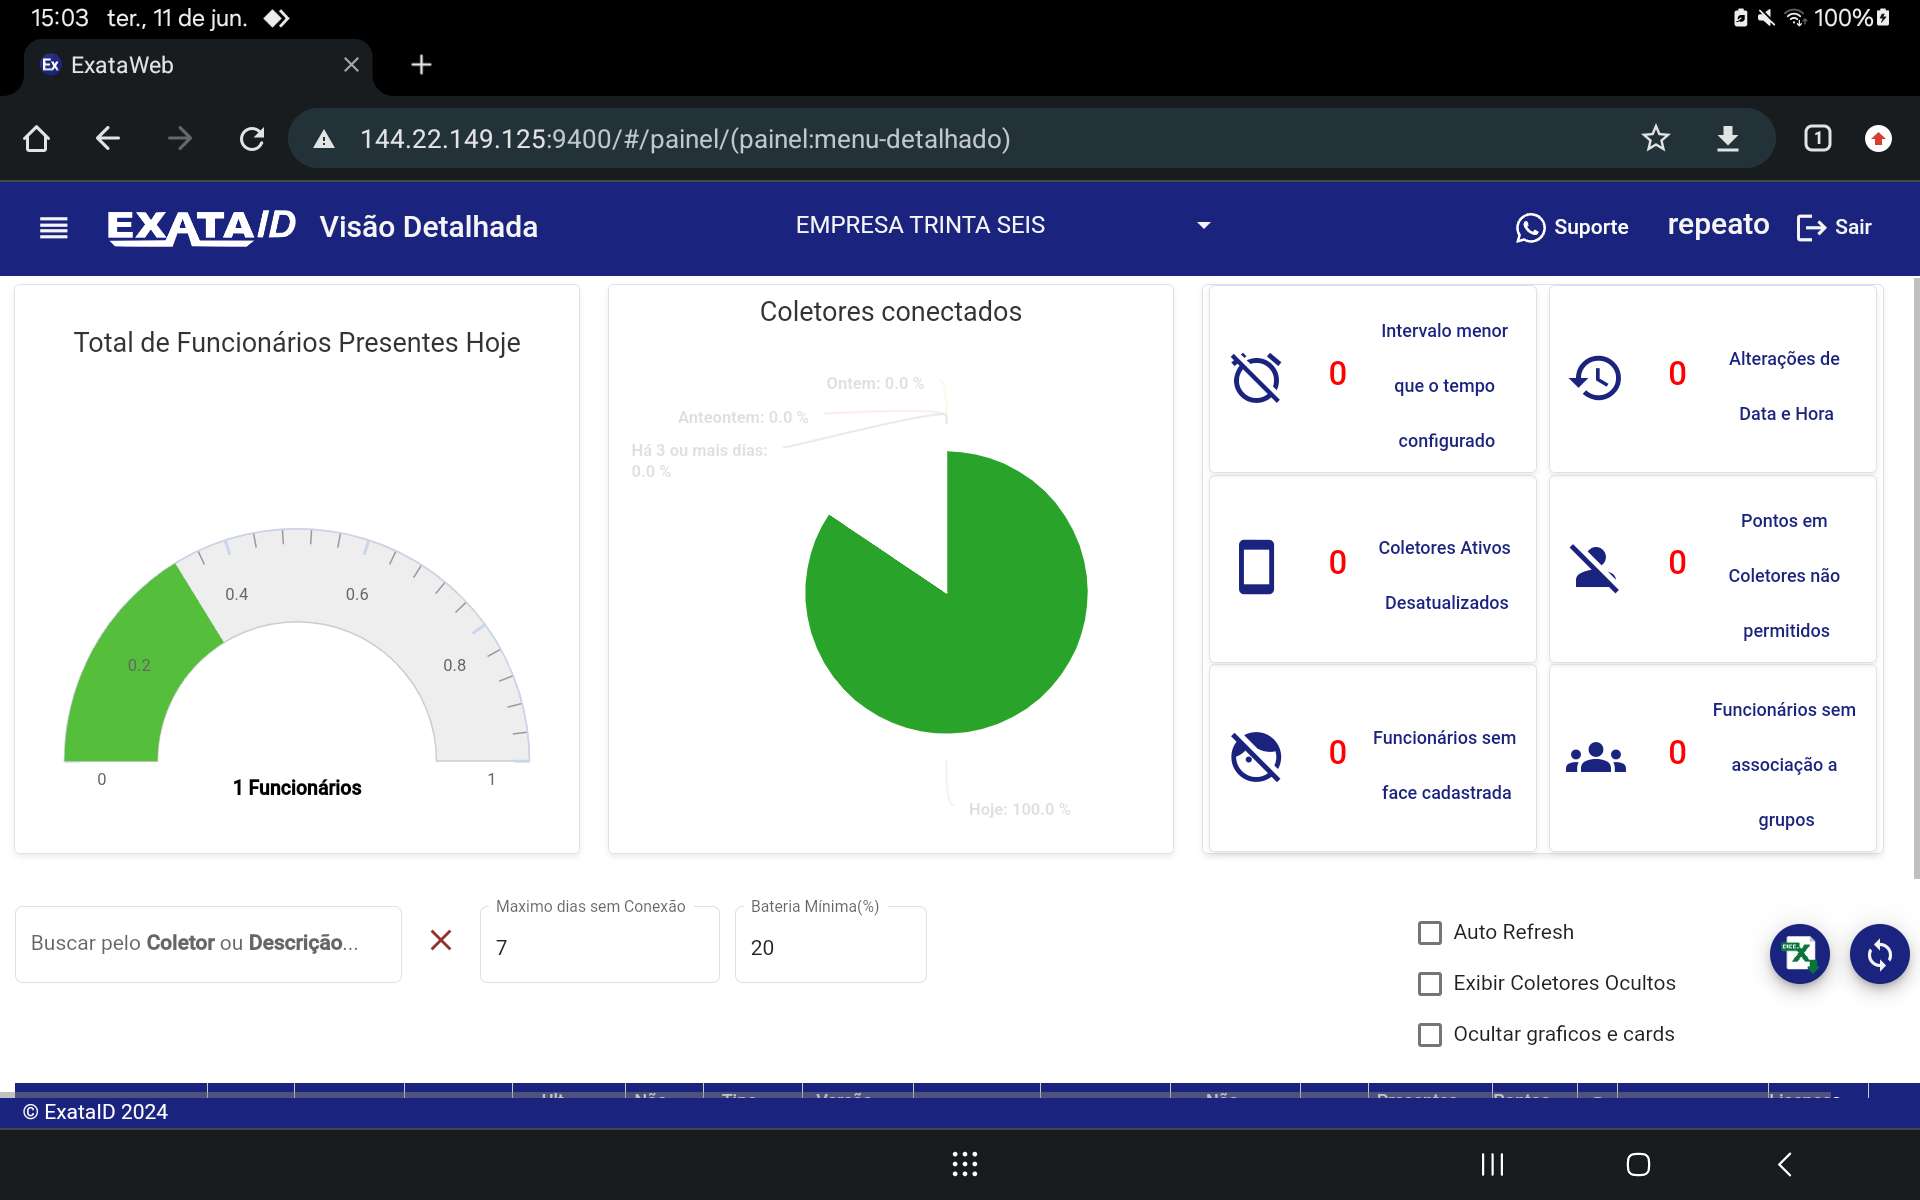 15:03 ter., 11 de jun.
100%
Ex ExataWeb
144.22.149.125:9400/#/painel/(painel:menu-detalhado)
1
EXATAID Visão Detalhada
EMPRESA TRINTA SEIS
Suporte
repeato
Sair
Total de Funcionários Presentes Hoje
0
0.2
0.4
0.6
0.8
1
1 Funcionários
Coletores conectados
Ontem: 0.0 %
Anteontem: 0.0 %
Há 3 ou mais dias:
0.0 %
Hoje: 100.0 %
0
Intervalo menor
que o tempo
configurado
0
Alterações de
Data e Hora
0
Coletores Ativos
Desatualizados
0
Pontos em
Coletores não
permitidos
0
Funcionários sem
face cadastrada
0
Funcionários sem
associação a
grupos
Buscar pelo Coletor ou Descrição...
Maximo dias sem Conexão
7
Bateria Mínima(%)
20
Auto Refresh
Exibir Coletores Ocultos
Ocultar graficos e cards
© ExataID 2024